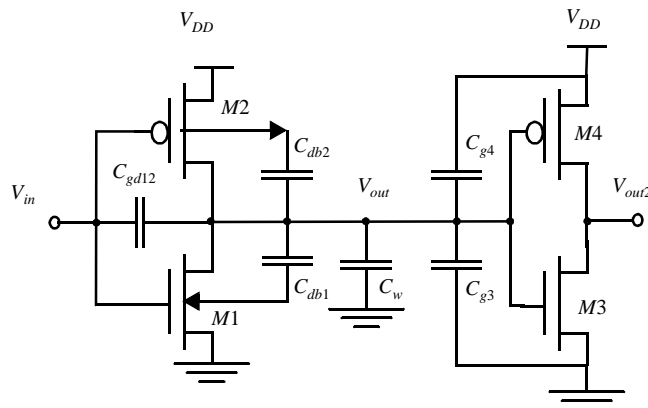 V_DD
V_DD
M2
M4
C_db2
C_g4
C_gd12
V_in
V_out
V_out2
C_db1
C_w
C_g3
M3
M1